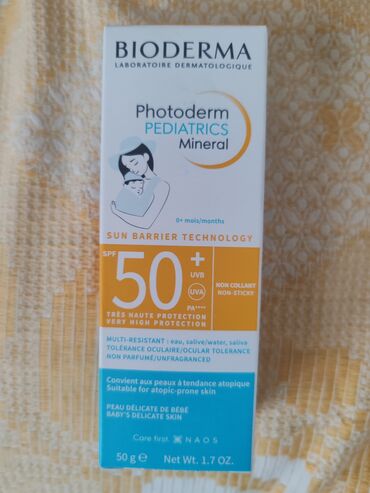 BIODERMA
LABORATOIRE DERMATOLOGIQUE
Photoderm
PEDIATRICS
Mineral
0+ mois/months
SUN BARRIER TECHNOLOGY
SPF 50+
UVB
UVA
PA****
NON COLLANT
NON-STICKY
TRÈS HAUTE PROTECTION
VERY HIGH PROTECTION
MULTI-RESISTANT : eau, salive/water, saliva
TOLÉRANCE OCULAIRE/OCULAR TOLERANCE
NON PARFUMÉ/UNFRAGRANCED
Convient aux peaux à tendance atopique
Suitable for atopic-prone skin
PEAU DÉLICATE DE BÉBÉ
BABY'S DELICATE SKIN
Care first NAOS
50 g e Net Wt. 1.7 OZ.